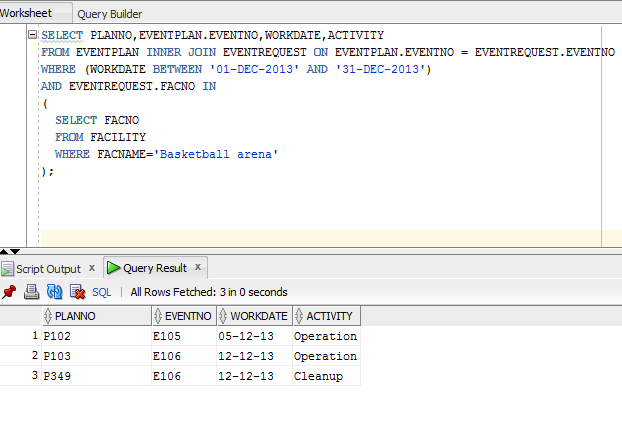 Worksheet Query Builder
SELECT PLANNO,EVENTPLAN.EVENTNO,WORKDATE,ACTIVITY
FROM EVENTPLAN INNER JOIN EVENTREQUEST ON EVENTPLAN.EVENTNO = EVENTREQUEST.EVENTNO
WHERE (WORKDATE BETWEEN '01-DEC-2013' AND '31-DEC-2013')
AND EVENTREQUEST.FACNO IN
(
SELECT FACNO
FROM FACILITY
WHERE FACNAME='Basketball arena'
);
Script Output x Query Result x
SQL | All Rows Fetched: 3 in 0 seconds
PLANNO EVENTNO WORKDATE ACTIVITY
1 P102 E105 05-12-13 Operation
2 P103 E106 12-12-13 Operation
3 P349 E106 12-12-13 Cleanup